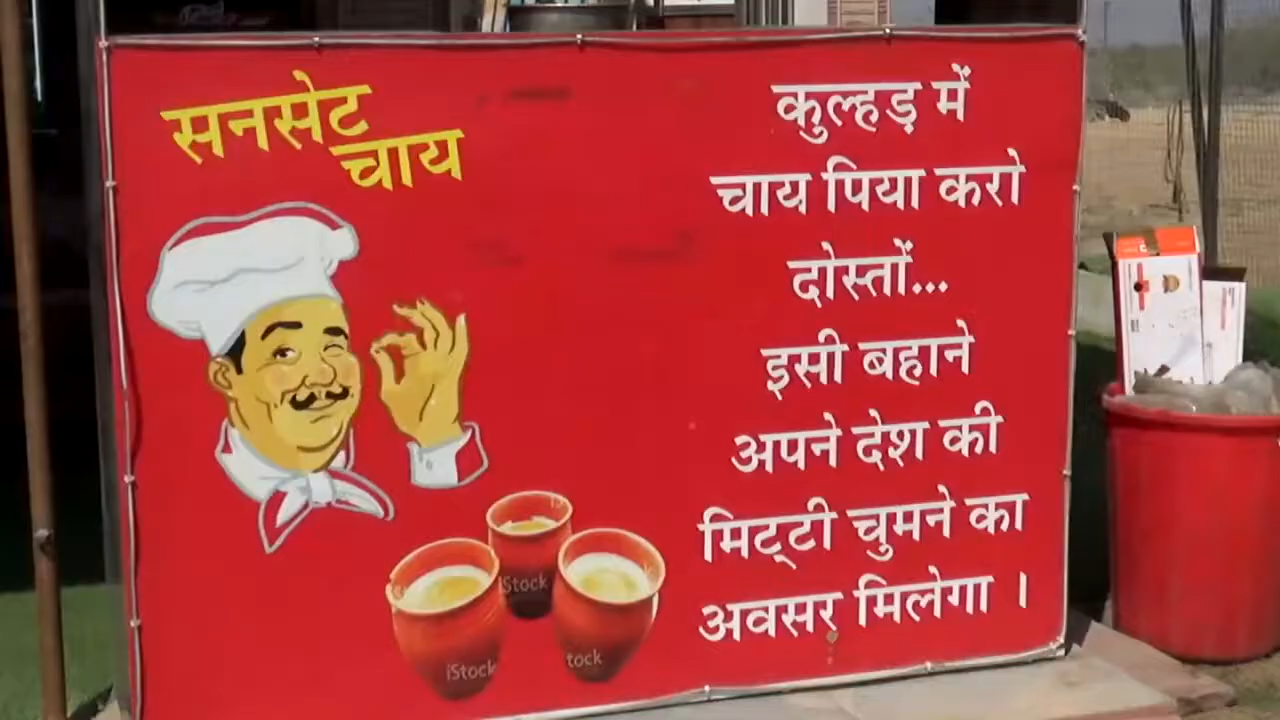 सनसेट
चाय
कुल्हड़ में
चाय पिया करो
दोस्तों...
इसी बहाने
अपने देश की
मिट्टी चुमने का
अवसर मिलेगा ।
iStock
iStock
tock